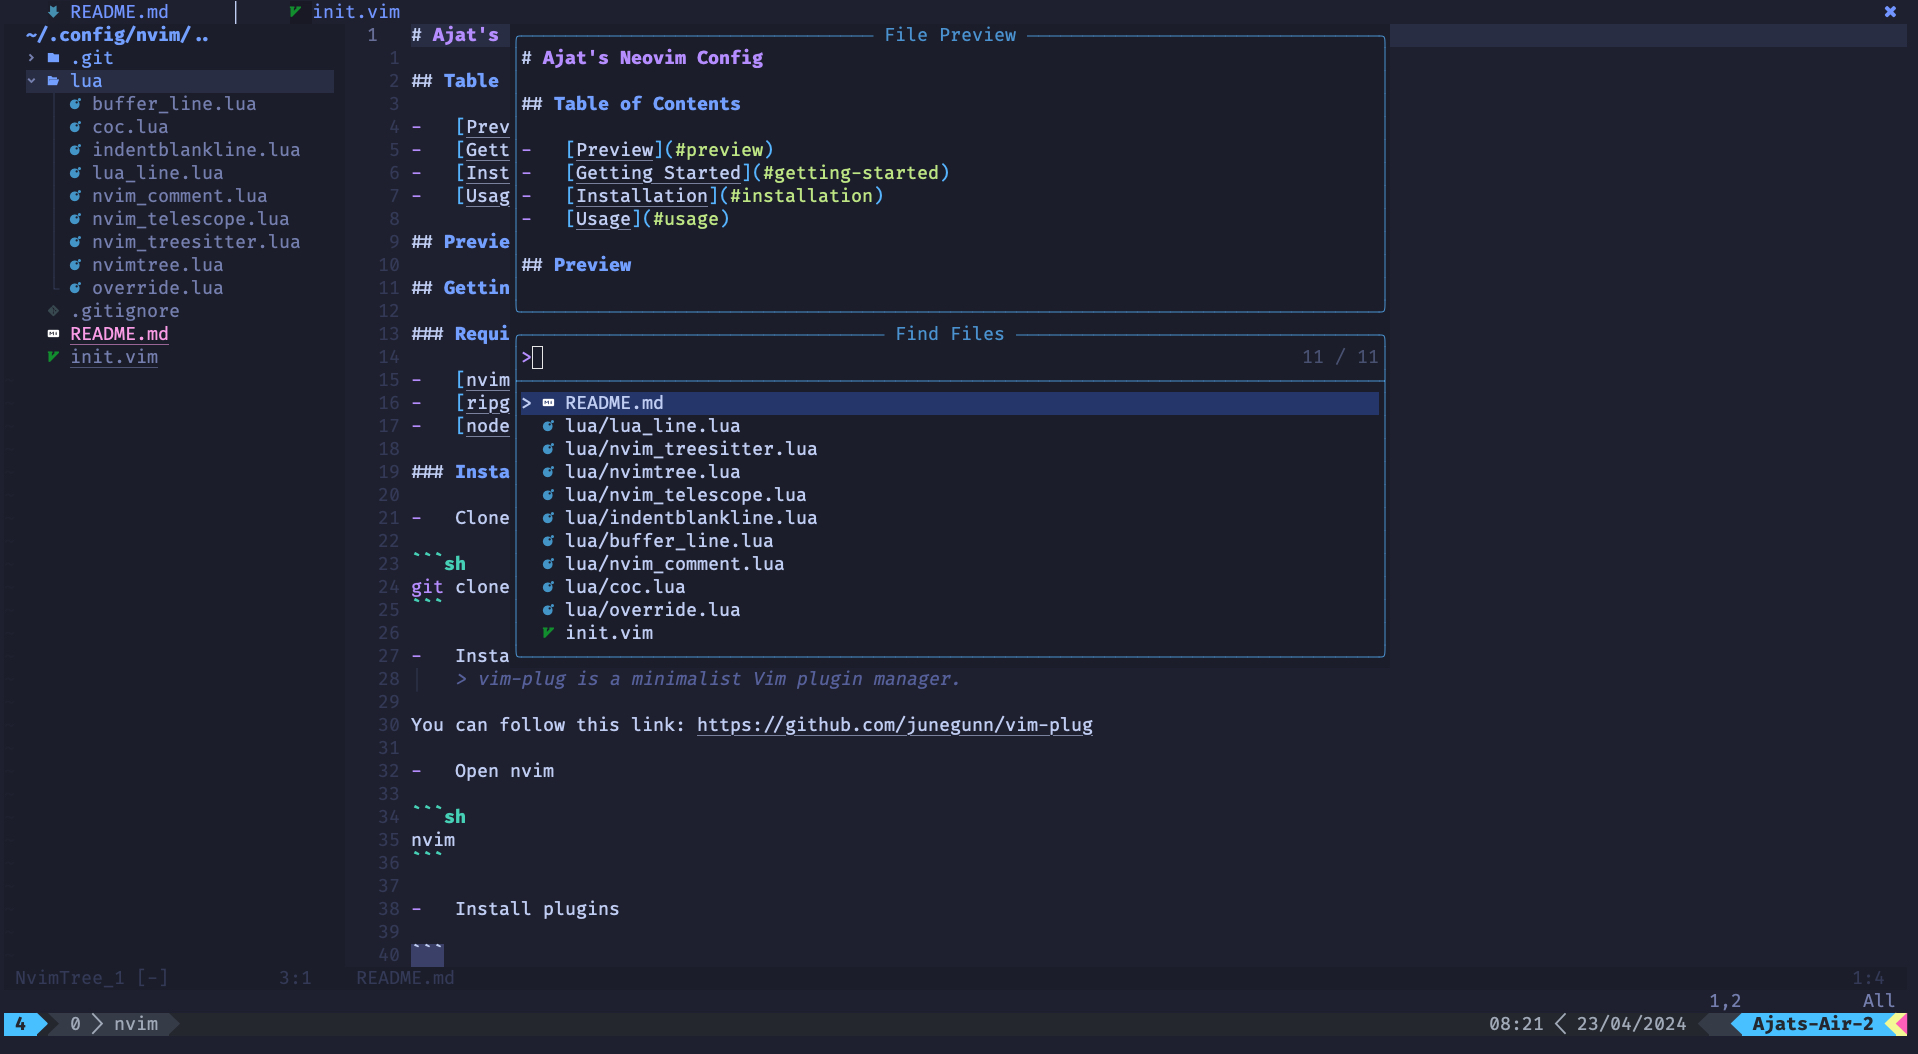 README.md
init.vim
~/.config/nvim/..
.git
lua
buffer_line.lua
coc.lua
indentblankline.lua
lua_line.lua
nvim_comment.lua
nvim_telescope.lua
nvim_treesitter.lua
nvimtree.lua
override.lua
.gitignore
README.md
init.vim
1 # Ajat's
1
2 ## Table
3
4 - [Prev
5 - [Gett
6 - [Inst
7 - [Usag
8
9 ## Previe
10
11 ## Gettin
12
13 ### Requi
14
15 - [nvim
16 - [ripg
17 - [node
18
19 ### Insta
20
21 - Clone
22
23 ```sh
24 git clone
25 ```
26
27 - Insta
28 > vim-plug is a minimalist Vim plugin manager.
29
30 You can follow this link: https://github.com/junegunn/vim-plug
31
32 - Open nvim
33
34 ```sh
35 nvim
36 ```
37
38 - Install plugins
39
40 ```
File Preview
# Ajat's Neovim Config
## Table of Contents
- [Preview](#preview)
- [Getting Started](#getting-started)
- [Installation](#installation)
- [Usage](#usage)
## Preview
Find Files
> 11 / 11
> README.md
lua/lua_line.lua
lua/nvim_treesitter.lua
lua/nvimtree.lua
lua/nvim_telescope.lua
lua/indentblankline.lua
lua/buffer_line.lua
lua/nvim_comment.lua
lua/coc.lua
lua/override.lua
init.vim
NvimTree_1 [-] 3:1 README.md 1:4
1,2 All
4 0 nvim 08:21 23/04/2024 Ajats-Air-2